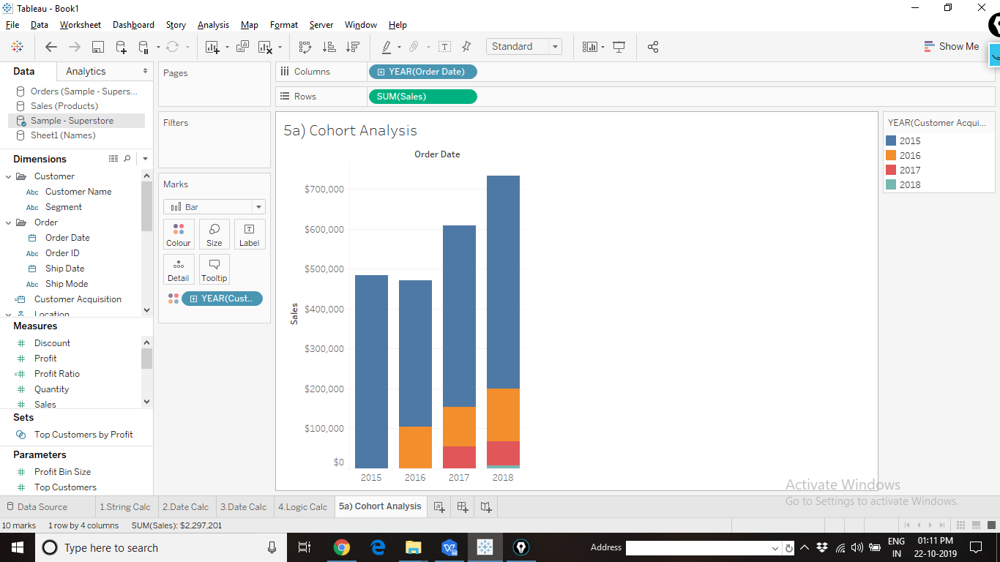 Tableau - Book1
File Data Worksheet Dashboard Story Analysis Map Format Server Window Help
Standard
Show Me
Data Analytics
Orders (Sample - Supers...
Sales (Products)
Sample - Superstore
Sheet1 (Names)
Dimensions
Customer
Abc Customer Name
Abc Segment
Order
Order Date
Abc Order ID
Ship Date
Abc Ship Mode
Customer Acquisition
Location
Measures
Discount
Profit
Profit Ratio
Quantity
Sales
Sets
Top Customers by Profit
Parameters
Profit Bin Size
Top Customers
Pages
Filters
Marks
Bar
Colour Size Label
Detail Tooltip
YEAR(Cust..
Columns YEAR(Order Date)
Rows SUM(Sales)
5a) Cohort Analysis
Order Date
$700,000
$600,000
$500,000
$400,000
$300,000
$200,000
$100,000
$0
Sales
2015 2016 2017 2018
YEAR(Customer Acqui...
2015
2016
2017
2018
Activate Windows
Go to Settings to activate Windows.
Data Source 1.String Calc 2.Date Calc 3.Date Calc 4.Logic Calc 5a) Cohort Analysis
10 marks 1 row by 4 columns SUM(Sales): $2,297,201
Type here to search
Address
ENG
IN
01:11 PM
22-10-2019